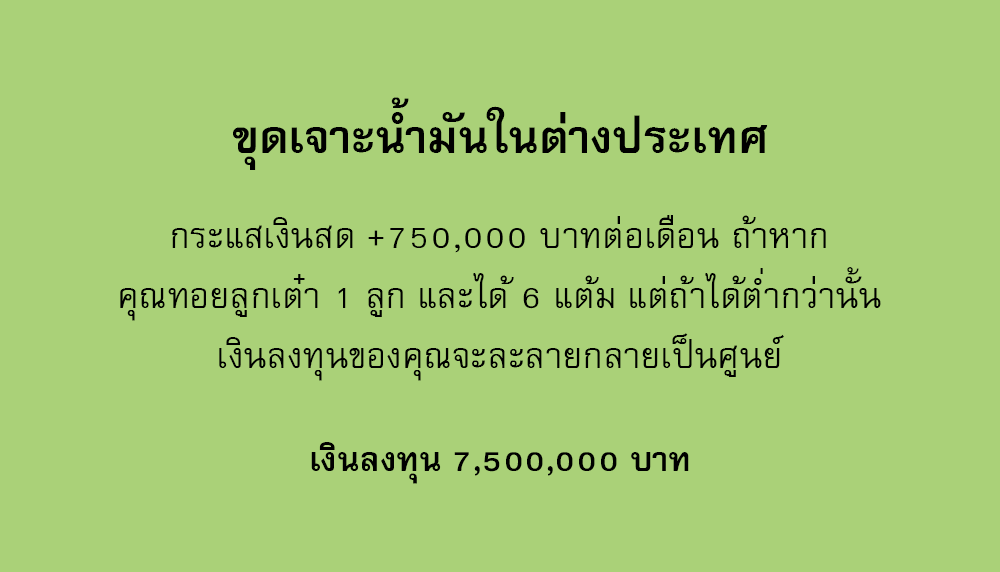 ขุดเจาะน้ำมันในต่างประเทศ
กระแสเงินสด +750,000 บาทต่อเดือน ถ้าหาก
คุณทอยลูกเต๋า 1 ลูก และได้ 6 แต้ม แต่ถ้าได้ต่ำกว่านั้น
เงินลงทุนของคุณจะละลายกลายเป็นศูนย์
เงินลงทุน 7,500,000 บาท